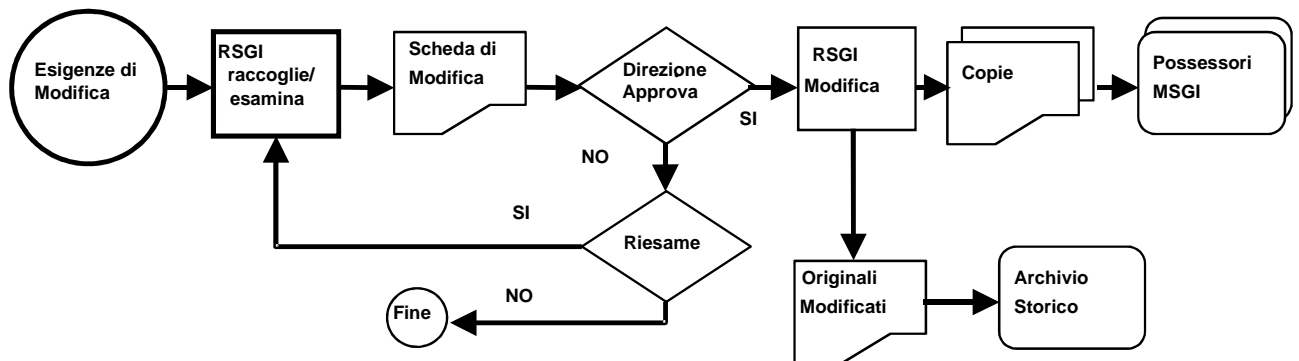 Esigenze di
Modifica
RSGI
raccoglie/
esamina
Scheda di
Modifica
Direzione
Approva
SI
RSGI
Modifica
Copie
Possessori
MSGI
NO
SI
Riesame
NO
Fine
Originali
Modificati
Archivio
Storico